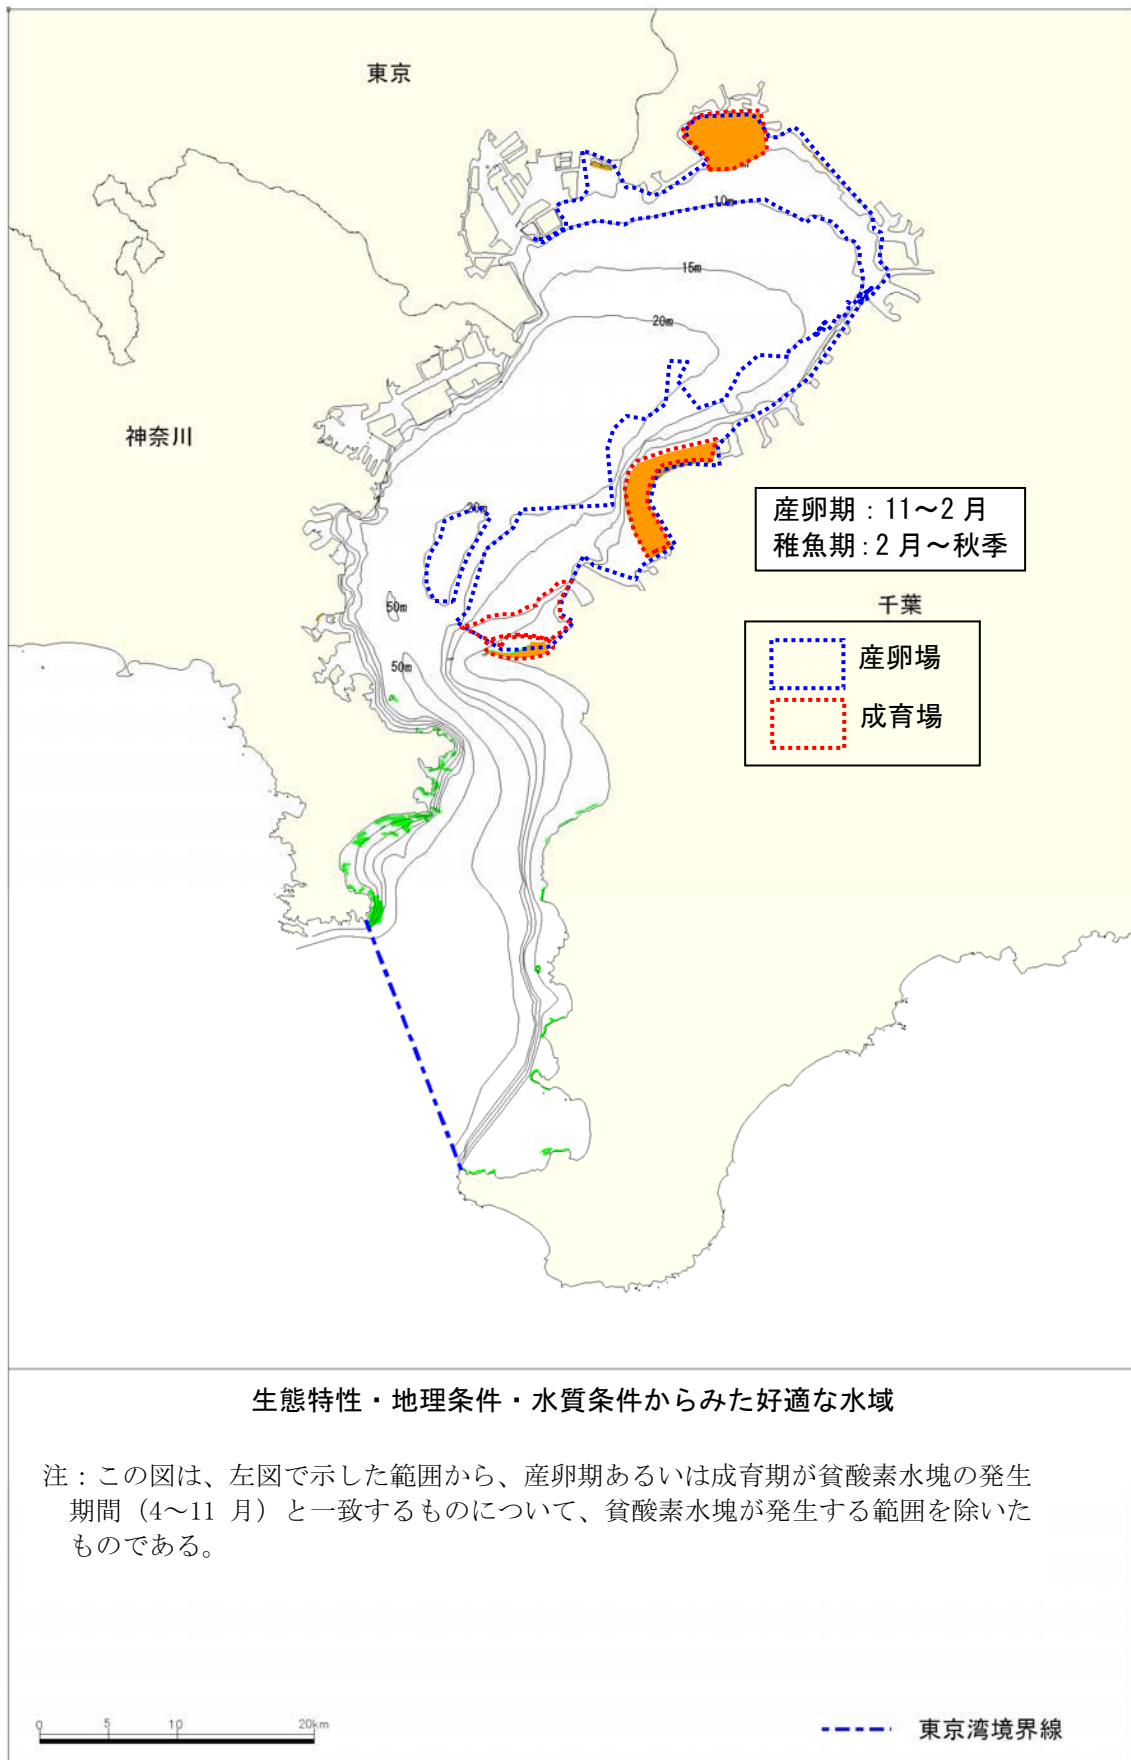 東京
10m
15m
20m
神奈川
20m
産卵期：11～2 月
稚魚期：2 月～秋季
千葉
50m
産卵場
50m
成育場
生態特性・地理条件・水質条件からみた好適な水域
注：この図は、左図で示した範囲から、産卵期あるいは成育期が貧酸素水塊の発生
期間（4～11 月）と一致するものについて、貧酸素水塊が発生する範囲を除いた
ものである。
0 5 10 20km
東京湾境界線